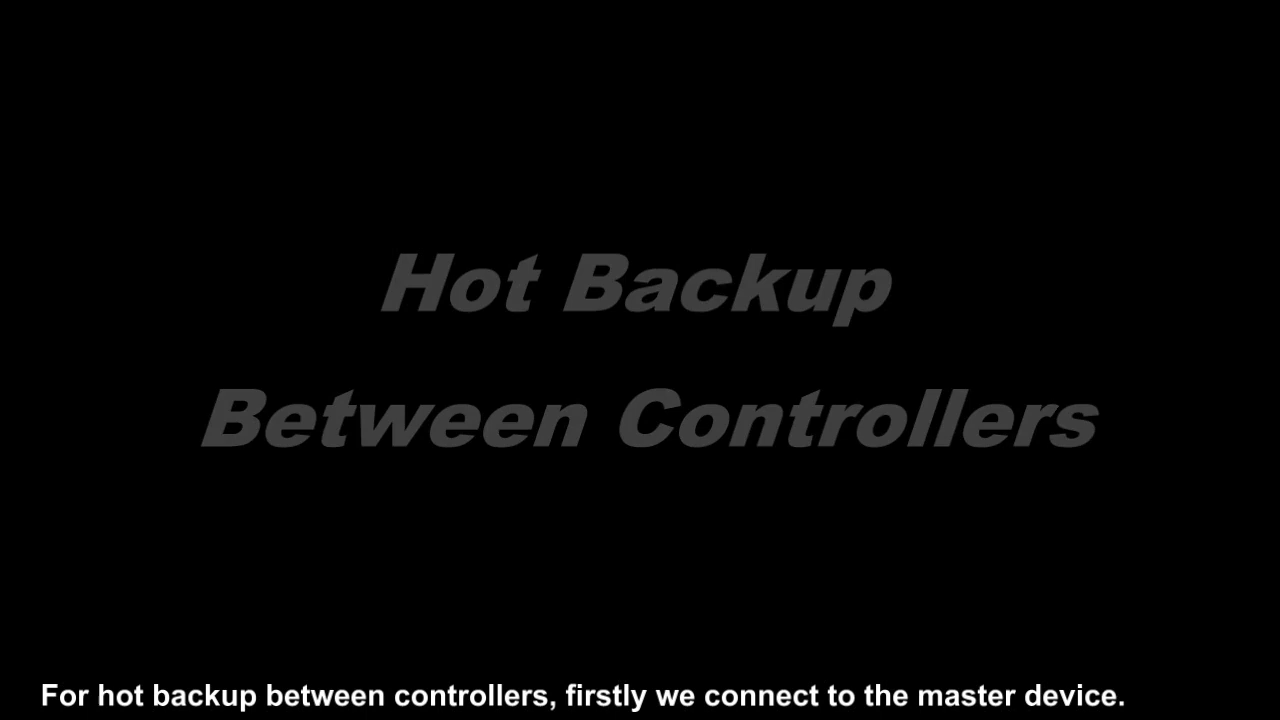 Hot Backup
Between Controllers
For hot backup between controllers, firstly we connect to the master device.